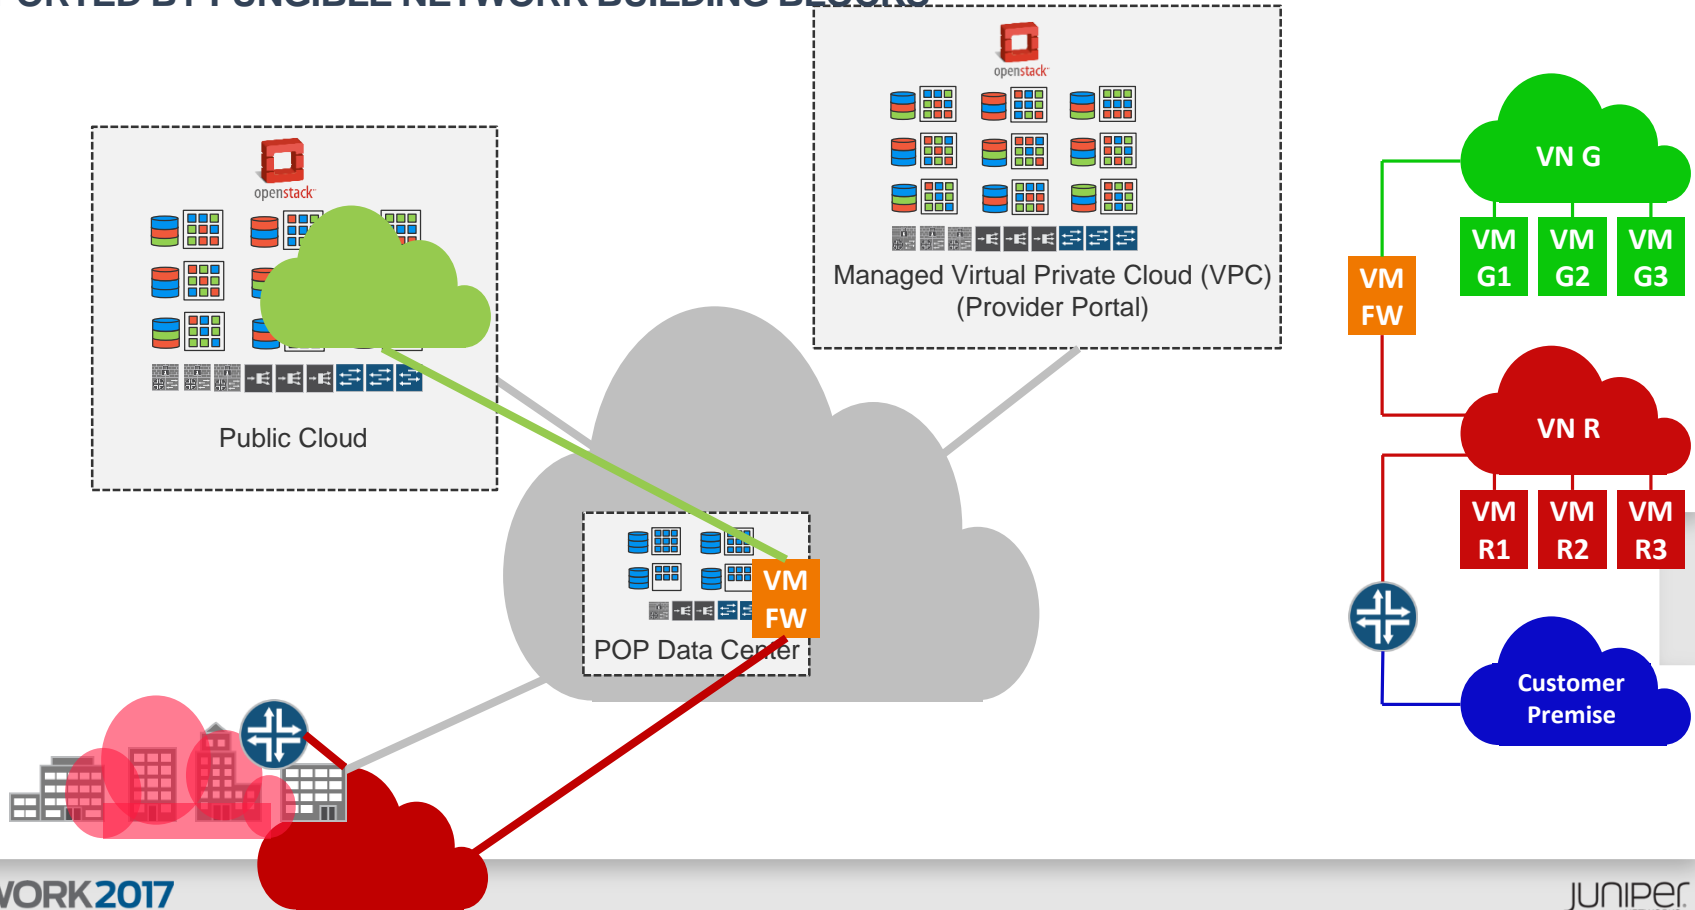 openstack
openstack
Managed Virtual Private Cloud (VPC)
(Provider Portal)
Public Cloud
VM
FW
POP Data Center
VN G
VM
G1
VM
G2
VM
G3
VM
FW
VN R
VM
R1
VM
R2
VM
R3
Customer
Premise
WORK2017
JUNIPER